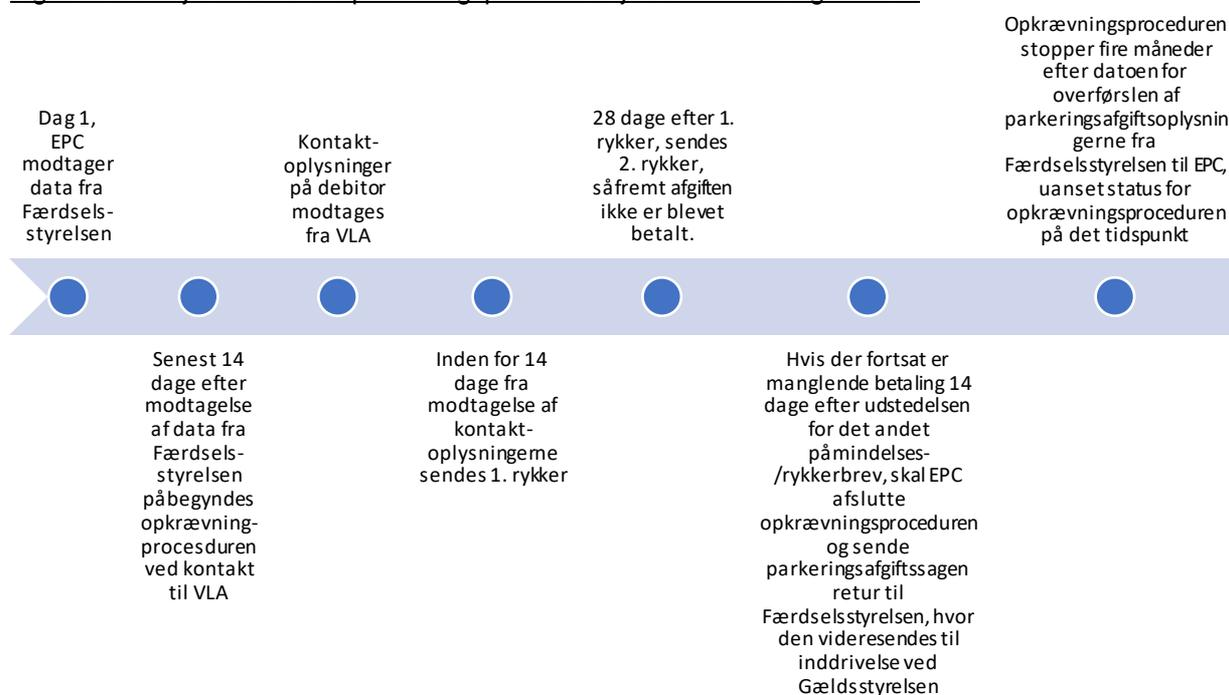 Dag 1,
EPC
modtager
data fra
Færdsels-
styrelsen
Senest 14
dage efter
modtagelse
af data fra
Færdsels-
styrelsen
påbegyndes
opkrævning-
procesduren
ved kontakt
til VLA
Kontakt-
oplysninger
på debitor
modtages
fra VLA
Inden for 14
dage fra
modtagelse af
kontakt-
oplysningerne
sendes 1. rykker
28 dage efter 1.
rykker, sendes
2. rykker,
såfremt afgiften
ikke er blevet
betalt.
Hvis der fortsat er
manglende betaling 14
dage efter udstedelsen
for det andet
påmindelses-
/rykkerbrev, skal EPC
afslutte
opkrævningsproceduren
og sende
parkeringsafgiftssagen
retur til
Færdselsstyrelsen, hvor
den videresendes til
inddrivelse ved
Gældsstyrelsen
Opkrævningsproceduren
stopper fire måneder
efter datoen for
overførslen af
parkeringsafgiftsoplysnin
gerne fra
Færdselsstyrelsen til EPC,
uanset status for
opkrævningsproceduren
på det tidspunkt